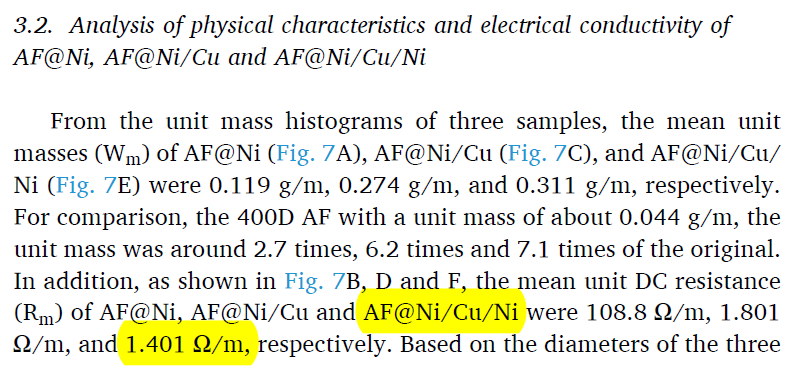 3.2. Analysis of physical characteristics and electrical conductivity of
AF@Ni, AF@Ni/Cu and AF@Ni/Cu/Ni
From the unit mass histograms of three samples, the mean unit
masses (Wm) of AF@Ni (Fig. 7A), AF@Ni/Cu (Fig. 7C), and AF@Ni/Cu/
Ni (Fig. 7E) were 0.119 g/m, 0.274 g/m, and 0.311 g/m, respectively.
For comparison, the 400D AF with a unit mass of about 0.044 g/m, the
unit mass was around 2.7 times, 6.2 times and 7.1 times of the original.
In addition, as shown in Fig. 7B, D and F, the mean unit DC resistance
(Rm) of AF@Ni, AF@Ni/Cu and AF@Ni/Cu/Ni were 108.8 Ω/m, 1.801
Ω/m, and 1.401 Ω/m, respectively. Based on the diameters of the three